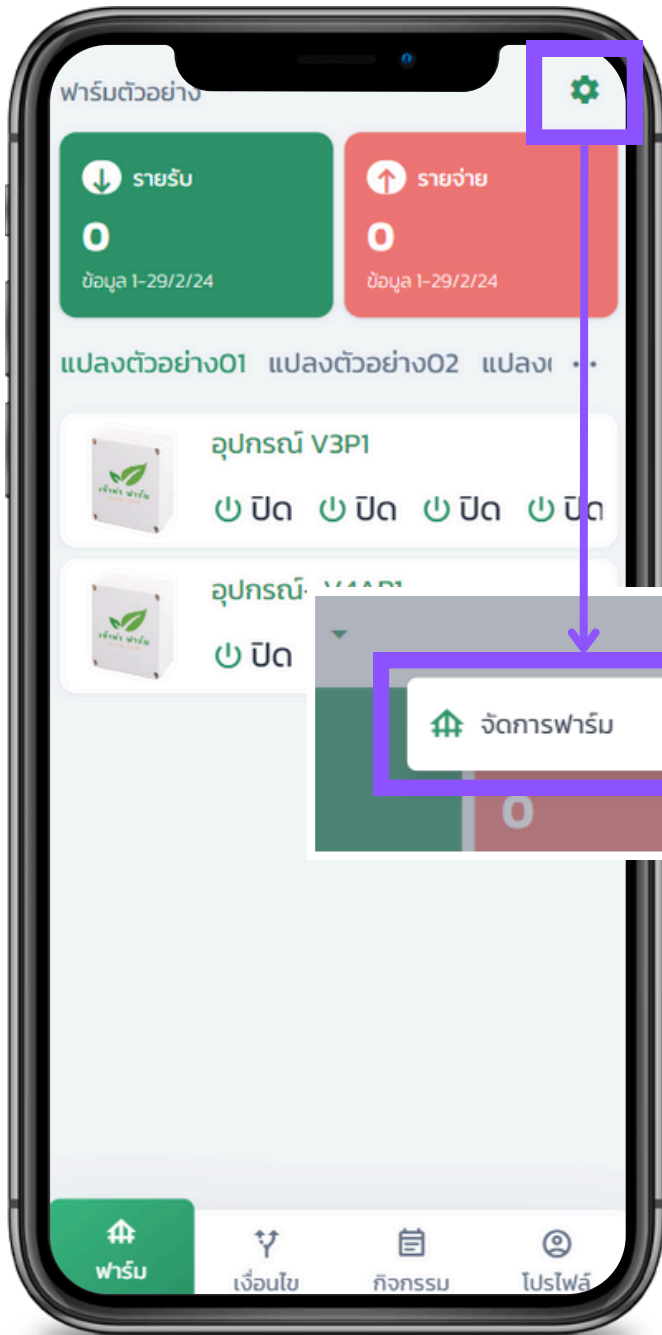 ฟาร์มตัวอย่าง
รายรับ
0
ข้อมูล 1-29/2/24
รายจ่าย
0
ข้อมูล 1-29/2/24
แปลงตัวอย่าง01 แปลงตัวอย่าง02 แปลง ...
อุปกรณ์ V3P1
ปิด ปิด ปิด ปิด
อุปกรณ์-
ปิด
จัดการฟาร์ม
0
ฟาร์ม
เงื่อนไข
กิจกรรม
โปรไฟล์